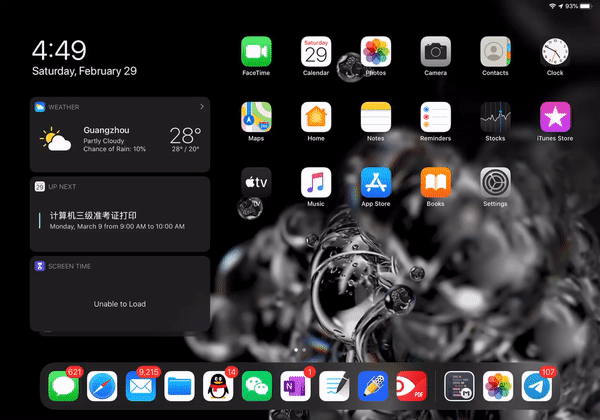 93%
4:49
Saturday, February 29
WEATHER
Guangzhou
Partly Cloudy
Chance of Rain: 10%
28°
28° / 20°
29
UP NEXT
计算机三级准考证打印
Monday, March 9 from 9:00 AM to 10:00 AM
SCREEN TIME
Unable to Load
Saturday
29
FaceTime
Calendar
Photos
Camera
Contacts
Clock
Maps
Home
Notes
Reminders
Stocks
iTunes Store
tv
Music
App Store
Books
Settings
621
9,215
14
1
N
PDF
107